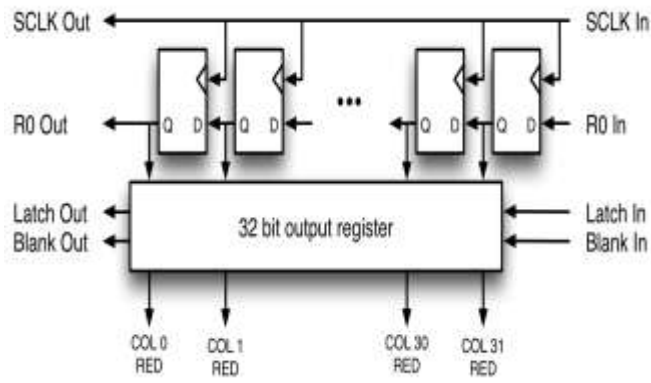 SCLK Out
SCLK In
...
Q D
Q D
Q D
Q D
R0 Out
R0 In
Latch Out
Latch In
32 bit output register
Blank Out
Blank In
COL 0
RED
COL 1
RED
COL 30
RED
COL 31
RED